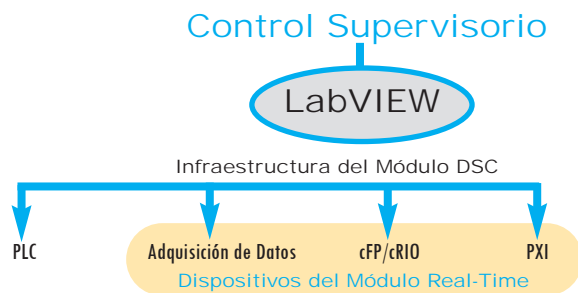 Control Supervisorio
LabVIEW
Infraestructura del Módulo DSC
PLC Adquisición de Datos cFP/cRIO PXI
Dispositivos del Módulo Real-Time